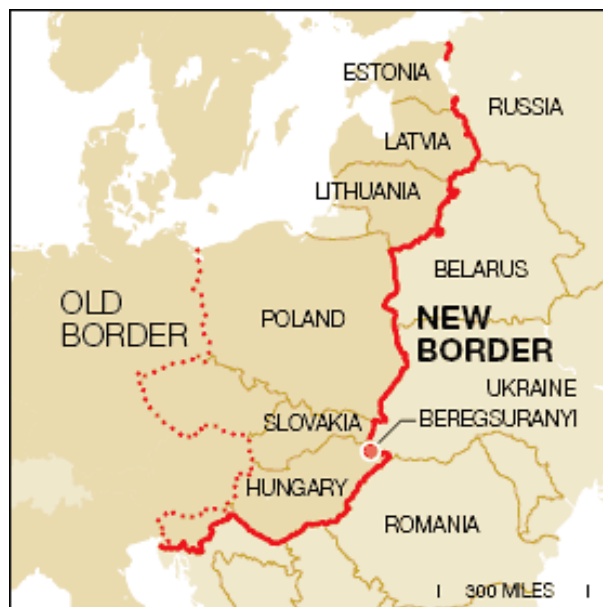 ESTONIA
RUSSIA
LATVIA
LITHUANIA
BELARUS
OLD
BORDER
POLAND
NEW
BORDER
UKRAINE
SLOVAKIA
BEREGSURANYI
HUNGARY
ROMANIA
300 MILES